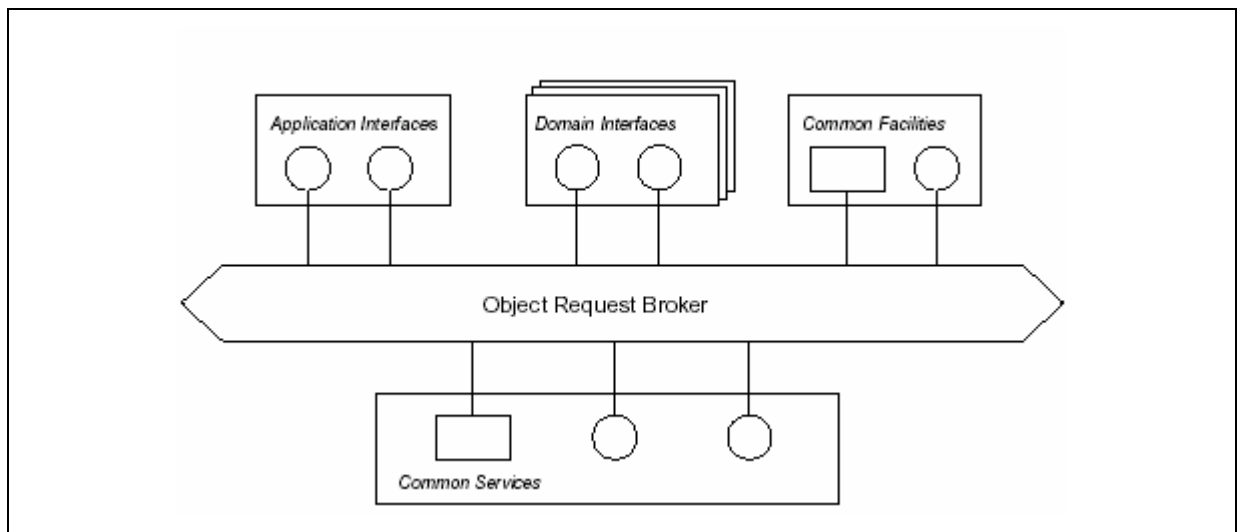 Application Interfaces
Domain Interfaces
Common Facilities
Object Request Broker
Common Services